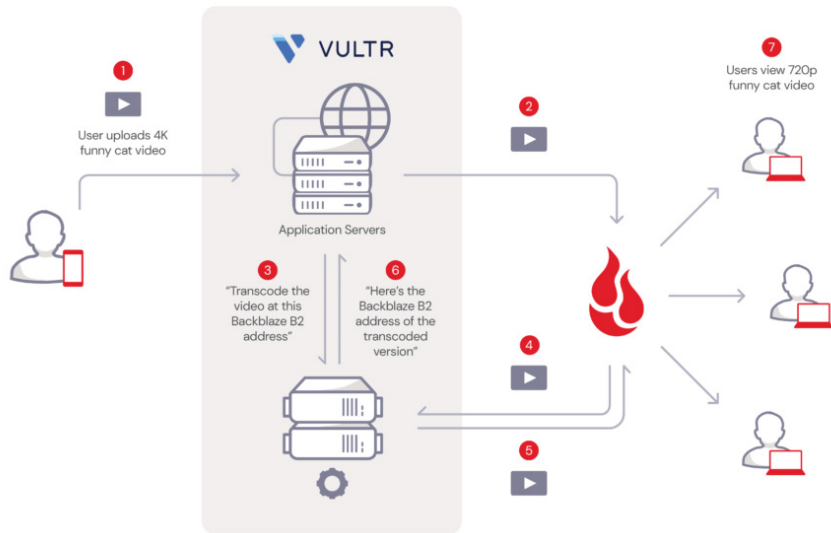 VULTR
1
User uploads 4K
funny cat video
2
7
Users view 720p
funny cat video
Application Servers
3
“Transcode the
video at this
Backblaze B2
address”
6
“Here’s the
Backblaze B2
address of the
transcoded
version”
4
5